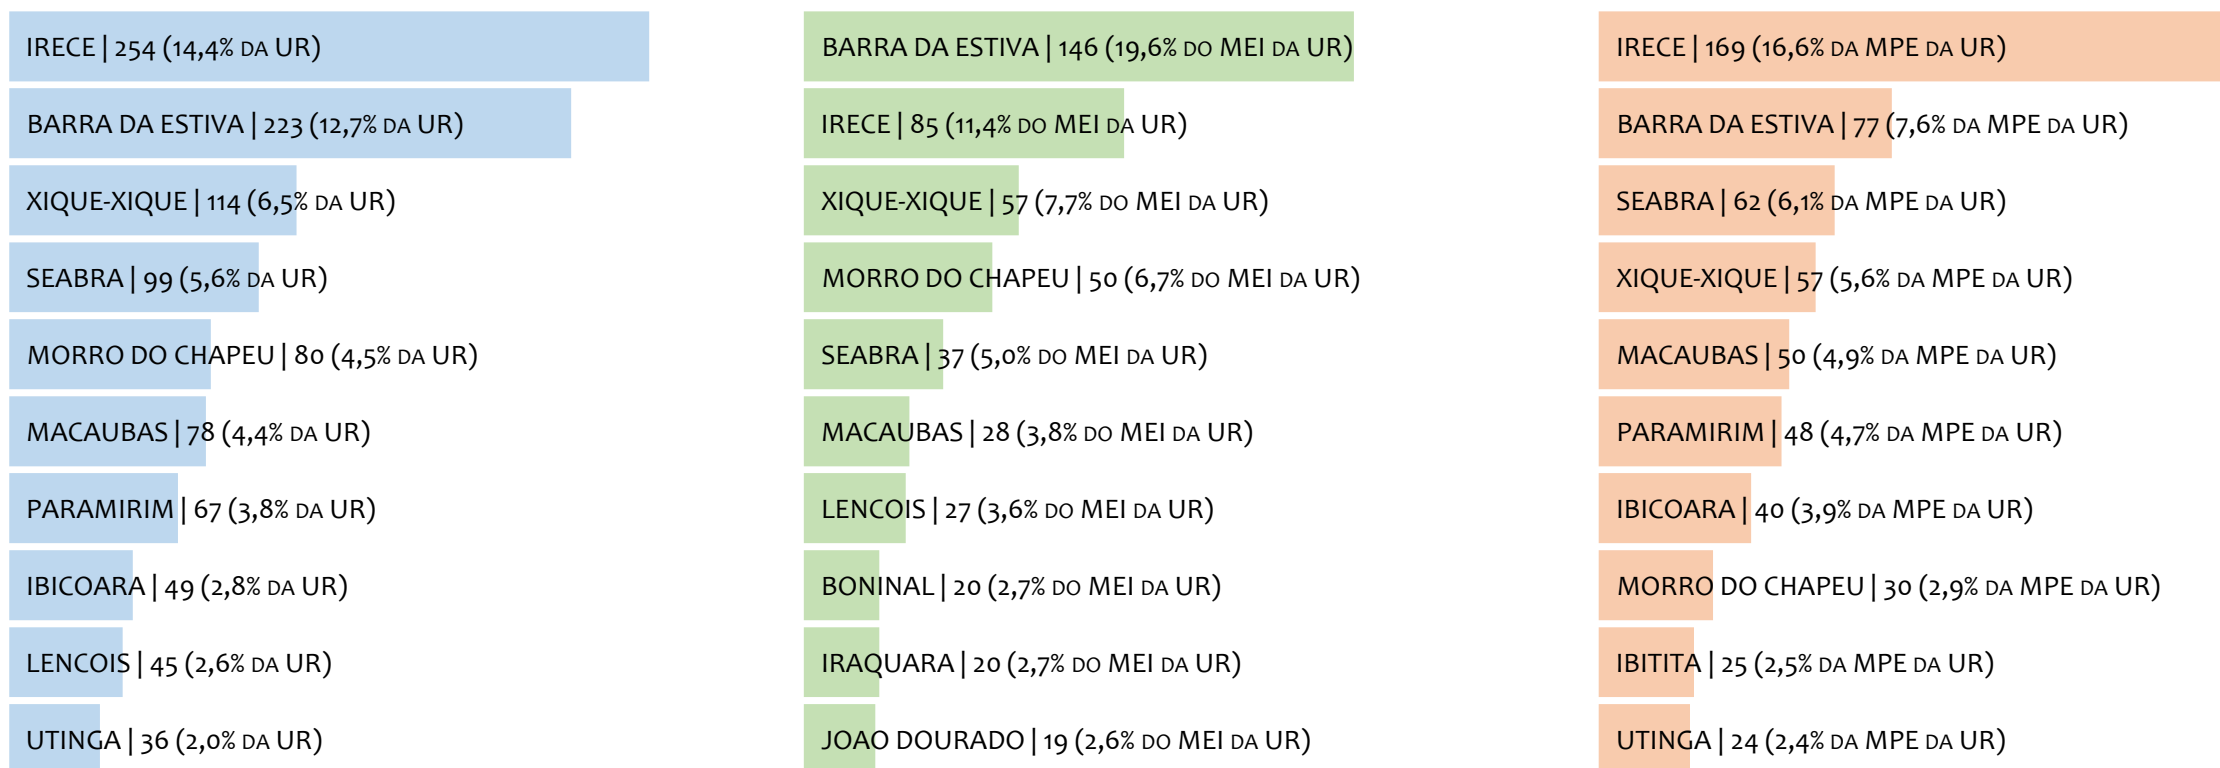 IRECE | 254 (14,4% DA UR)
BARRA DA ESTIVA | 223 (12,7% DA UR)
XIQUE-XIQUE | 114 (6,5% DA UR)
SEABRA | 99 (5,6% DA UR)
MORRO DO CHAPEU | 80 (4,5% DA UR)
MACAUBAS | 78 (4,4% DA UR)
PARAMIRIM | 67 (3,8% DA UR)
IBICOARA | 49 (2,8% DA UR)
LENCOIS | 45 (2,6% DA UR)
UTINGA | 36 (2,0% DA UR)
BARRA DA ESTIVA | 146 (19,6% DO MEI DA UR)
IRECE | 85 (11,4% DO MEI DA UR)
XIQUE-XIQUE | 57 (7,7% DO MEI DA UR)
MORRO DO CHAPEU | 50 (6,7% DO MEI DA UR)
SEABRA | 37 (5,0% DO MEI DA UR)
MACAUBAS | 28 (3,8% DO MEI DA UR)
LENCOIS | 27 (3,6% DO MEI DA UR)
BONINAL | 20 (2,7% DO MEI DA UR)
IRAQUARA | 20 (2,7% DO MEI DA UR)
JOAO DOURADO | 19 (2,6% DO MEI DA UR)
IRECE | 169 (16,6% DA MPE DA UR)
BARRA DA ESTIVA | 77 (7,6% DA MPE DA UR)
SEABRA | 62 (6,1% DA MPE DA UR)
XIQUE-XIQUE | 57 (5,6% DA MPE DA UR)
MACAUBAS | 50 (4,9% DA MPE DA UR)
PARAMIRIM | 48 (4,7% DA MPE DA UR)
IBICOARA | 40 (3,9% DA MPE DA UR)
MORRO DO CHAPEU | 30 (2,9% DA MPE DA UR)
IBITITA | 25 (2,5% DA MPE DA UR)
UTINGA | 24 (2,4% DA MPE DA UR)